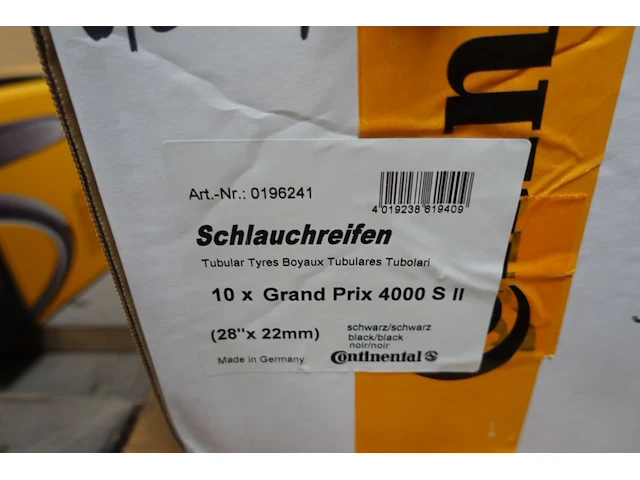 Art.-Nr.: 0196241
4 019238 619409
Schlauchreifen
Tubular Tyres Boyaux Tubulares Tubolari
10 x Grand Prix 4000 S II
(28"x 22mm)
schwarz/schwarz
black/black
noir/noir
Made in Germany
Continental